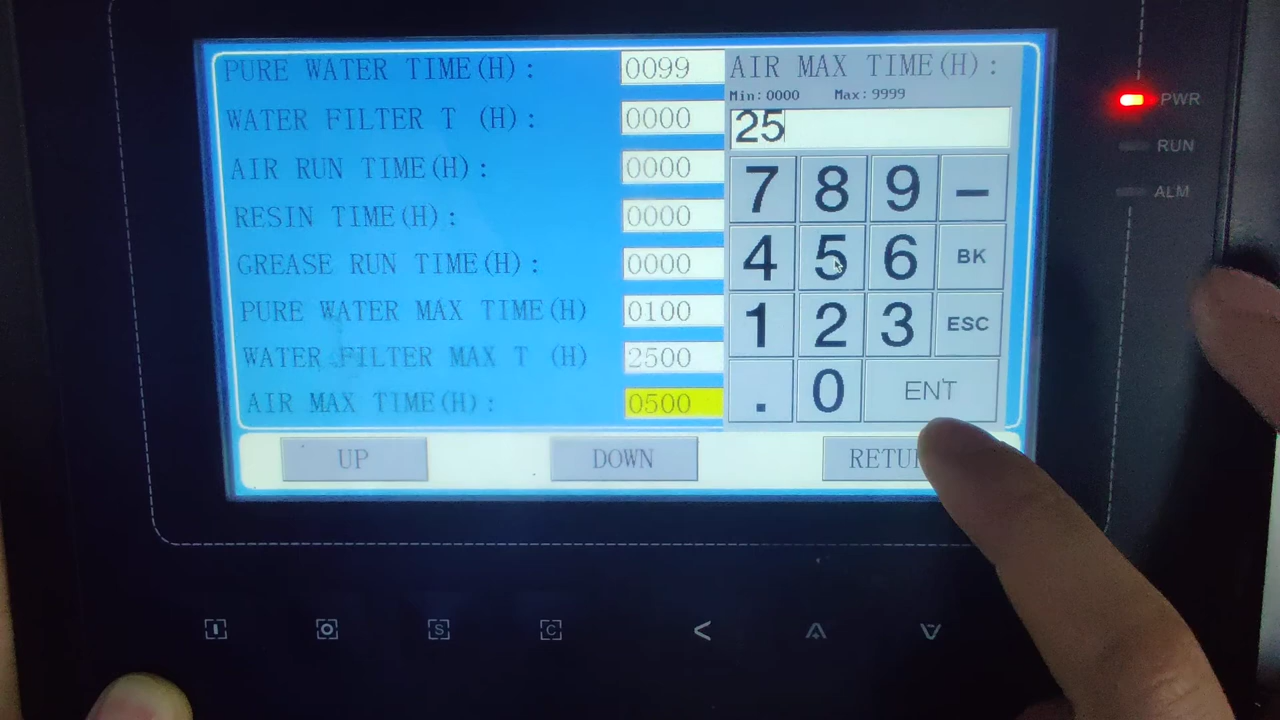 PURE WATER TIME(H): 0099
WATER FILTER T (H): 0000
AIR RUN TIME(H): 0000
RESIN TIME(H): 0000
GREASE RUN TIME(H): 0000
PURE WATER MAX TIME(H) 0100
WATER FILTER MAX T (H) 2500
AIR MAX TIME(H): 0500
AIR MAX TIME(H):
Min:0000 Max:9999
25
7 8 9 −
4 5 6 BK
1 2 3 ESC
. 0 ENT
UP DOWN RETU
PWR
RUN
ALM
S C